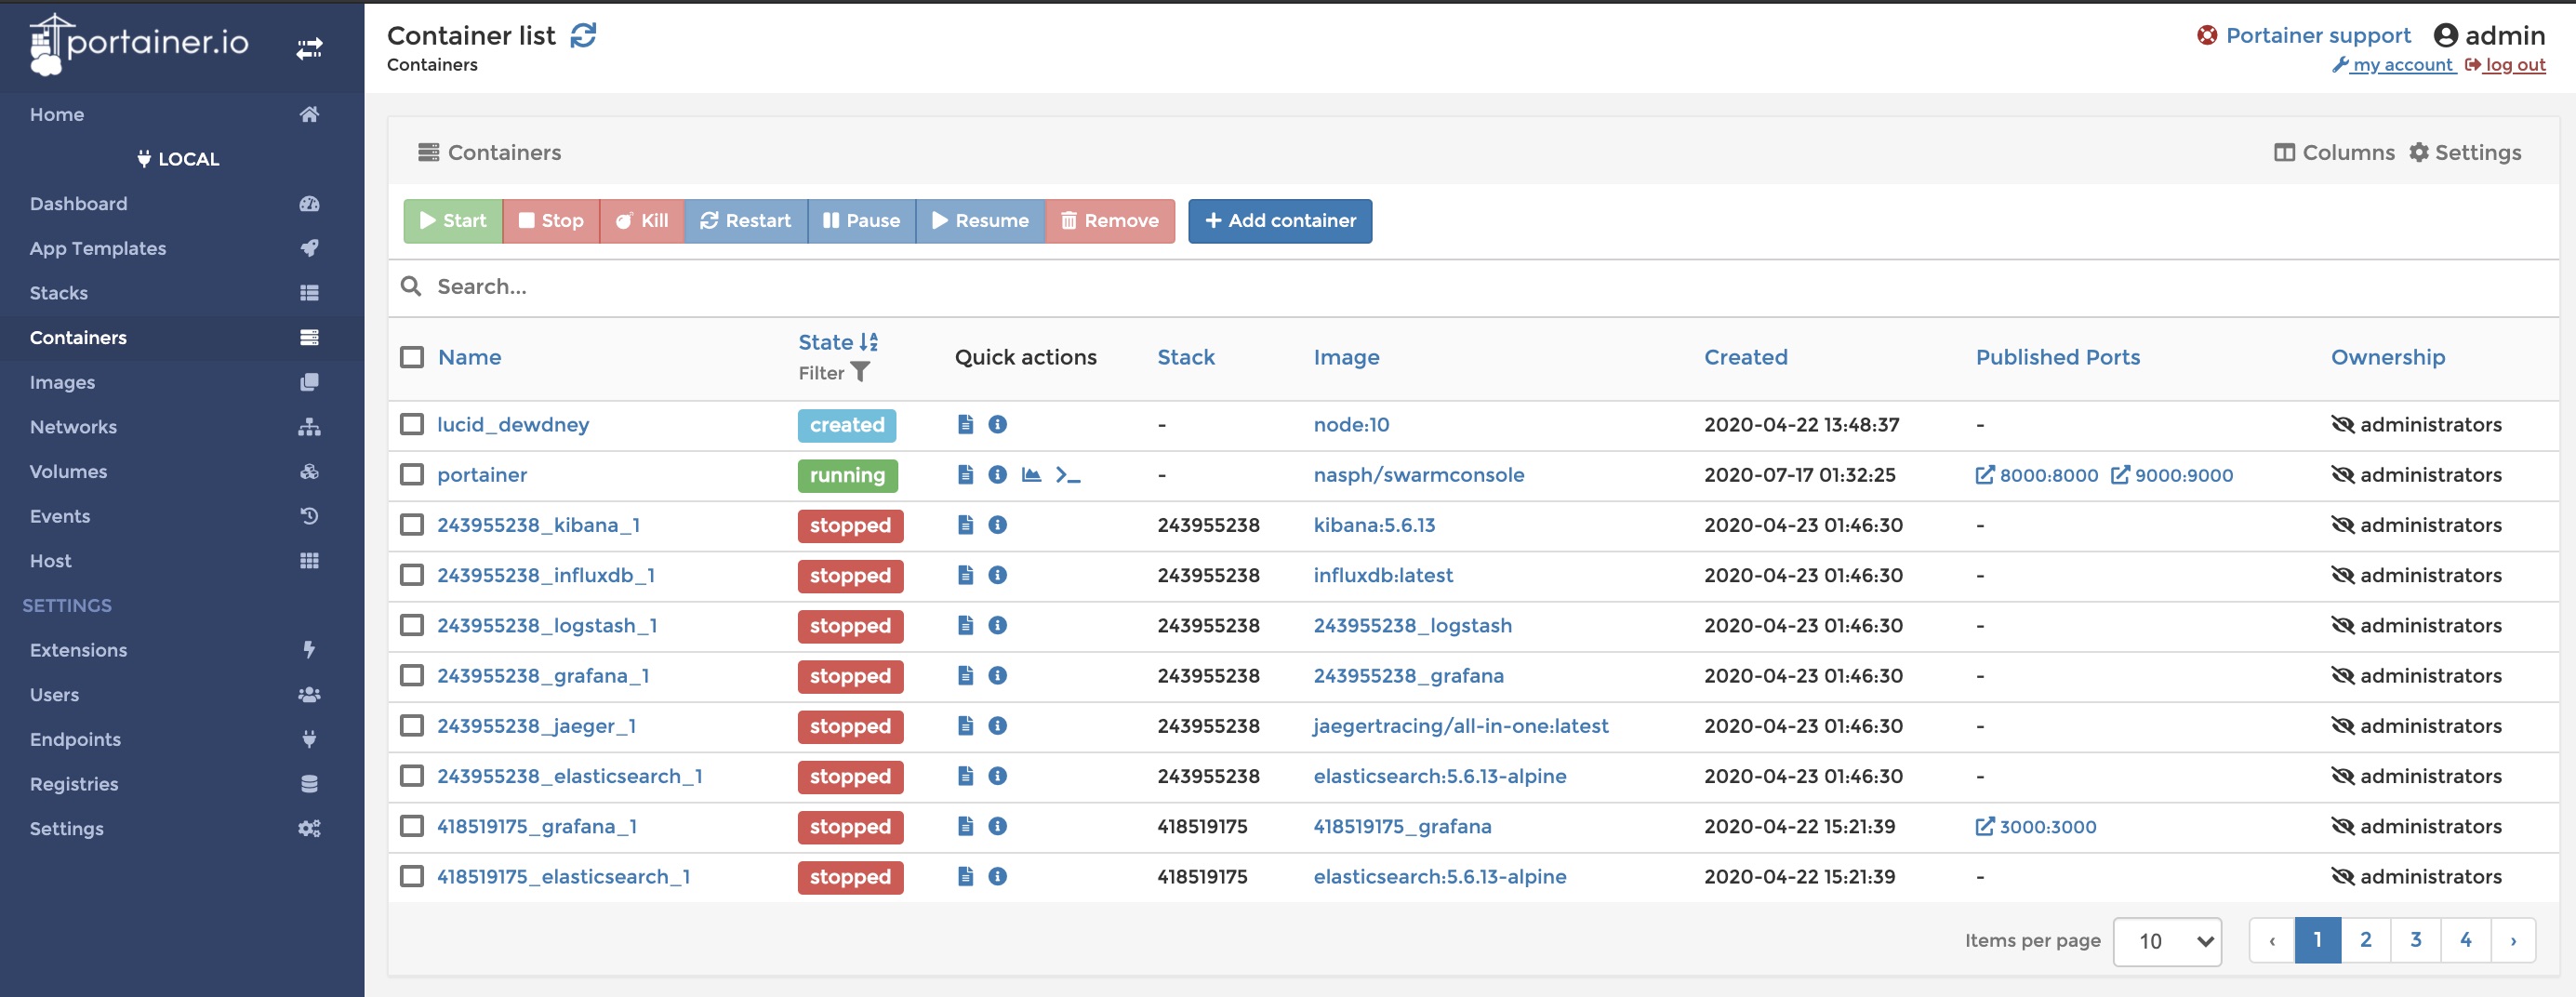 portainer.io
Home
LOCAL
Dashboard
App Templates
Stacks
Containers
Images
Networks
Volumes
Events
Host
SETTINGS
Extensions
Users
Endpoints
Registries
Settings
Container list
Containers
Portainer support admin
my account log out
Containers
Columns Settings
Start Stop Kill Restart Pause Resume Remove + Add container
Search...
Name State Filter Quick actions Stack Image Created Published Ports Ownership
lucid_dewdney created - node:10 2020-04-22 13:48:37 - administrators
portainer running - nasph/swarmconsole 2020-07-17 01:32:25 8000:8000 9000:9000 administrators
243955238_kibana_1 stopped 243955238 kibana:5.6.13 2020-04-23 01:46:30 - administrators
243955238_influxdb_1 stopped 243955238 influxdb:latest 2020-04-23 01:46:30 - administrators
243955238_logstash_1 stopped 243955238 243955238_logstash 2020-04-23 01:46:30 - administrators
243955238_grafana_1 stopped 243955238 243955238_grafana 2020-04-23 01:46:30 - administrators
243955238_jaeger_1 stopped 243955238 jaegertracing/all-in-one:latest 2020-04-23 01:46:30 - administrators
243955238_elasticsearch_1 stopped 243955238 elasticsearch:5.6.13-alpine 2020-04-23 01:46:30 - administrators
418519175_grafana_1 stopped 418519175 418519175_grafana 2020-04-22 15:21:39 3000:3000 administrators
418519175_elasticsearch_1 stopped 418519175 elasticsearch:5.6.13-alpine 2020-04-22 15:21:39 - administrators
Items per page 10 ‹ 1 2 3 4 ›